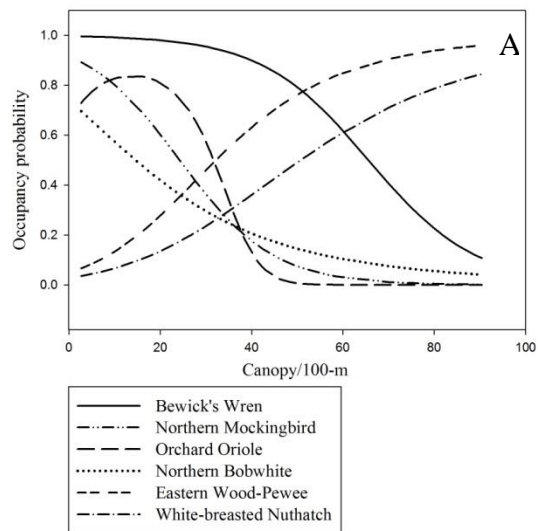 A
1.0
0.8
0.6
0.4
0.2
0.0
Occupancy probability
0 20 40 60 80 100
Canopy/100-m
Bewick's Wren
Northern Mockingbird
Orchard Oriole
Northern Bobwhite
Eastern Wood-Pewee
White-breasted Nuthatch